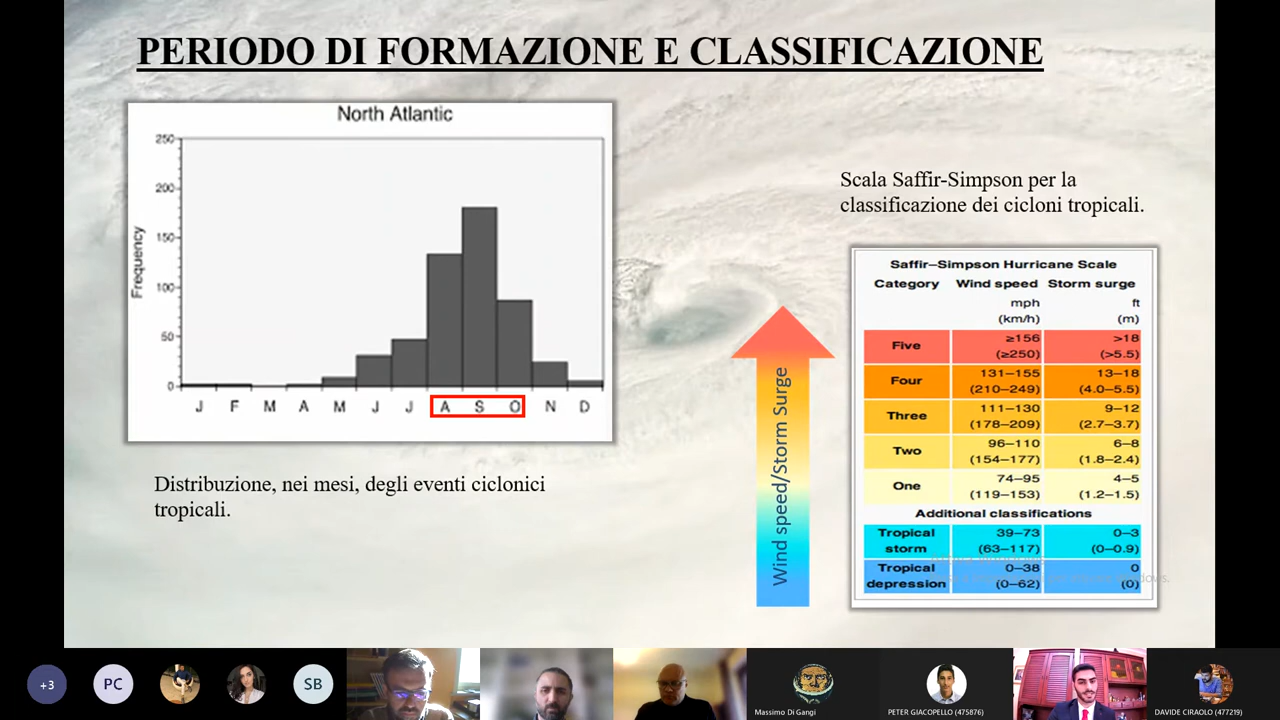 PERIODO DI FORMAZIONE E CLASSIFICAZIONE
North Atlantic
Frequency
250
200
150
100
50
0
J F M A M J J A S O N D
Distribuzione, nei mesi, degli eventi ciclonici
tropicali.
Scala Saffir-Simpson per la
classificazione dei cicloni tropicali.
Wind speed/Storm Surge
Saffir–Simpson Hurricane Scale
Category Wind speed Storm surge
mph ft
(km/h) (m)
Five ≥156 >18
(≥250) (>5.5)
Four 131–155 13–18
(210–249) (4.0–5.5)
Three 111–130 9–12
(178–209) (2.7–3.7)
Two 96–110 6–8
(154–177) (1.8–2.4)
One 74–95 4–5
(119–153) (1.2–1.5)
Additional classifications
Tropical 39–73 0–3
storm (63–117) (0–0.9)
Tropical 0–38 0
depression (0–62) (0)
+3
PC
SB
Massimo Di Gangi
PETER GIACOPELLO (475876)
DAVIDE CIRAOLO (477219)